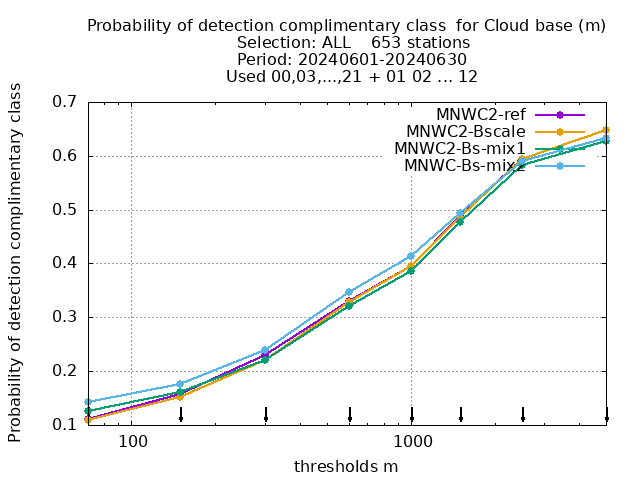 Probability of detection complimentary class  for Cloud base (m)
Selection: ALL    653 stations
Period: 20240601-20240630
Used 00,03,...,21 + 01 02 ... 12
Probability of detection complimentary class
0.7
0.6
0.5
0.4
0.3
0.2
0.1
MNWC2-ref
MNWC2-Bscale
MNWC2-Bs-mix1
MNWC-Bs-mix2
100
1000
thresholds m